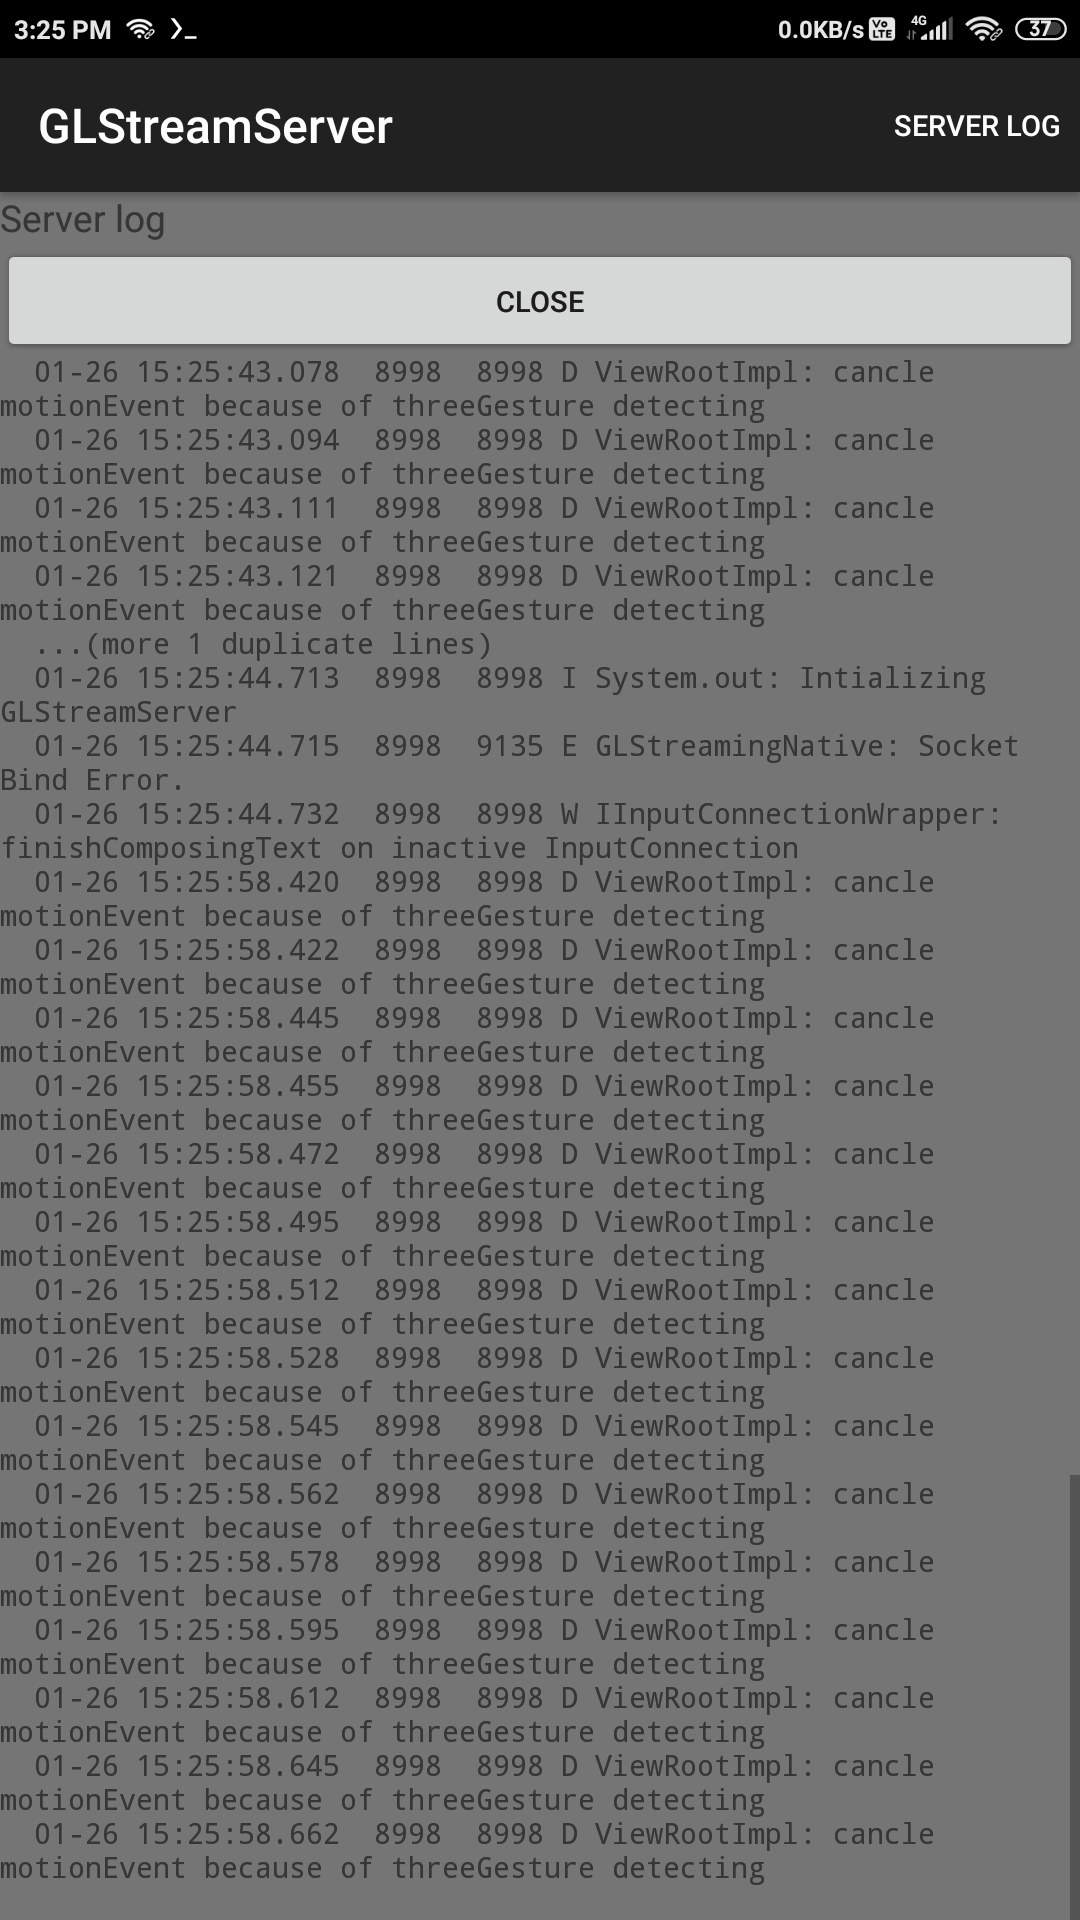 3:25 PM
0.0KB/s Vo LTE 4G 37
GLStreamServer
SERVER LOG
Server log
CLOSE
01-26 15:25:43.078 8998 8998 D ViewRootImpl: cancle
motionEvent because of threeGesture detecting
01-26 15:25:43.094 8998 8998 D ViewRootImpl: cancle
motionEvent because of threeGesture detecting
01-26 15:25:43.111 8998 8998 D ViewRootImpl: cancle
motionEvent because of threeGesture detecting
01-26 15:25:43.121 8998 8998 D ViewRootImpl: cancle
motionEvent because of threeGesture detecting
...(more 1 duplicate lines)
01-26 15:25:44.713 8998 8998 I System.out: Intializing
GLStreamServer
01-26 15:25:44.715 8998 9135 E GLStreamingNative: Socket
Bind Error.
01-26 15:25:44.732 8998 8998 W IInputConnectionWrapper:
finishComposingText on inactive InputConnection
01-26 15:25:58.420 8998 8998 D ViewRootImpl: cancle
motionEvent because of threeGesture detecting
01-26 15:25:58.422 8998 8998 D ViewRootImpl: cancle
motionEvent because of threeGesture detecting
01-26 15:25:58.445 8998 8998 D ViewRootImpl: cancle
motionEvent because of threeGesture detecting
01-26 15:25:58.455 8998 8998 D ViewRootImpl: cancle
motionEvent because of threeGesture detecting
01-26 15:25:58.472 8998 8998 D ViewRootImpl: cancle
motionEvent because of threeGesture detecting
01-26 15:25:58.495 8998 8998 D ViewRootImpl: cancle
motionEvent because of threeGesture detecting
01-26 15:25:58.512 8998 8998 D ViewRootImpl: cancle
motionEvent because of threeGesture detecting
01-26 15:25:58.528 8998 8998 D ViewRootImpl: cancle
motionEvent because of threeGesture detecting
01-26 15:25:58.545 8998 8998 D ViewRootImpl: cancle
motionEvent because of threeGesture detecting
01-26 15:25:58.562 8998 8998 D ViewRootImpl: cancle
motionEvent because of threeGesture detecting
01-26 15:25:58.578 8998 8998 D ViewRootImpl: cancle
motionEvent because of threeGesture detecting
01-26 15:25:58.595 8998 8998 D ViewRootImpl: cancle
motionEvent because of threeGesture detecting
01-26 15:25:58.612 8998 8998 D ViewRootImpl: cancle
motionEvent because of threeGesture detecting
01-26 15:25:58.645 8998 8998 D ViewRootImpl: cancle
motionEvent because of threeGesture detecting
01-26 15:25:58.662 8998 8998 D ViewRootImpl: cancle
motionEvent because of threeGesture detecting